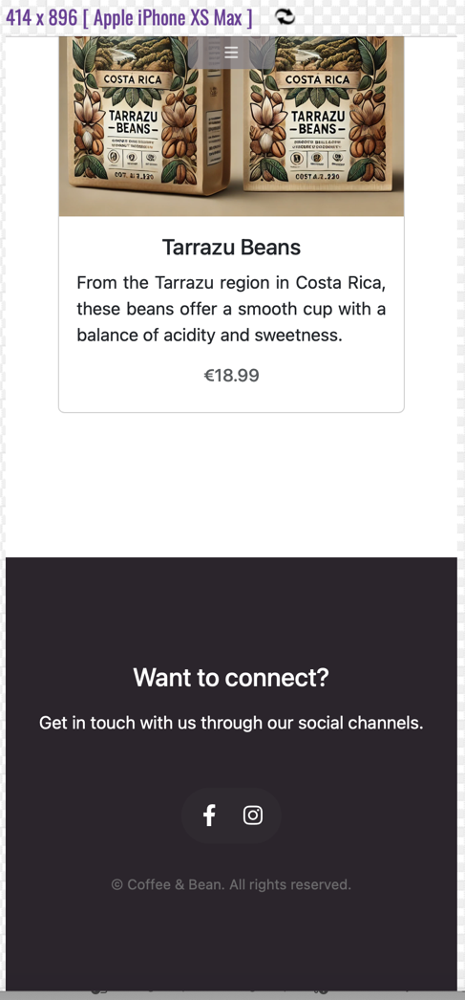 414 x 896 [ Apple iPhone XS Max ]
COSTA RICA
TARRAZU
–BEANS–
COSTA RICA
TARRAZU
–BEANS–
Tarrazu Beans
From the Tarrazu region in Costa Rica,
these beans offer a smooth cup with a
balance of acidity and sweetness.
€18.99
Want to connect?
Get in touch with us through our social channels.
© Coffee & Bean. All rights reserved.